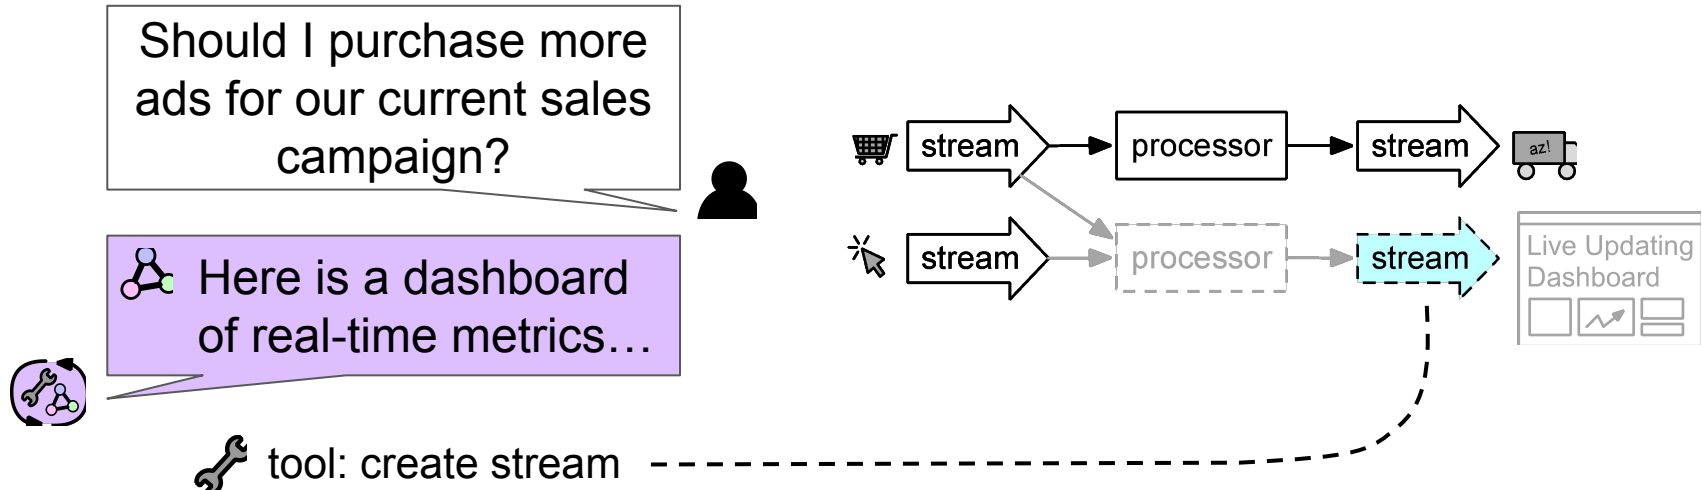 Should I purchase more
ads for our current sales
campaign?
Here is a dashboard
of real-time metrics…
tool: create stream
stream
processor
stream
az!
stream
processor
stream
Live Updating
Dashboard